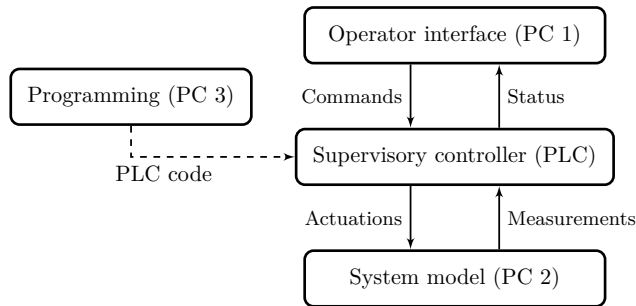 Operator interface (PC 1)
Programming (PC 3)
Commands
Status
Supervisory controller (PLC)
PLC code
Actuations
Measurements
System model (PC 2)